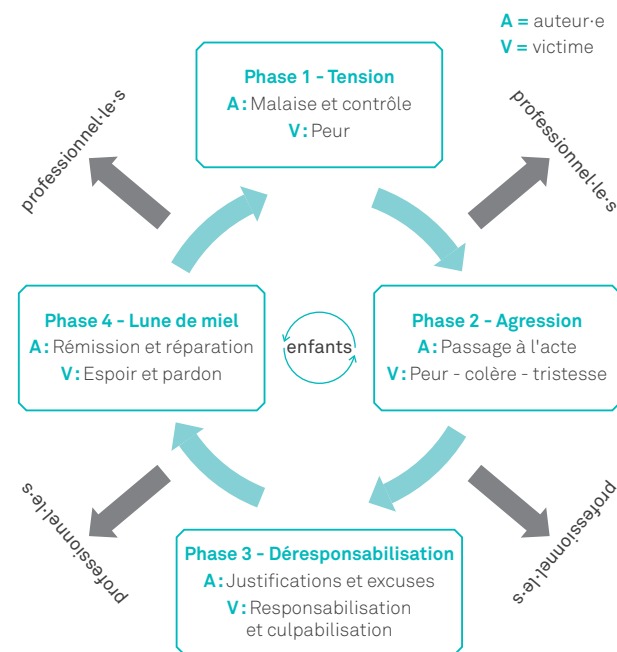 A = auteur·e
V = victime
Phase 1 - Tension
A : Malaise et contrôle
V : Peur
professionnel·le·s
professionnel·le·s
Phase 4 - Lune de miel
A : Rémission et réparation
V : Espoir et pardon
enfants
Phase 2 - Agression
A : Passage à l'acte
V : Peur - colère - tristesse
professionnel·le·s
professionnel·le·s
Phase 3 - Déresponsabilisation
A : Justifications et excuses
V : Responsabilisation
et culpabilisation